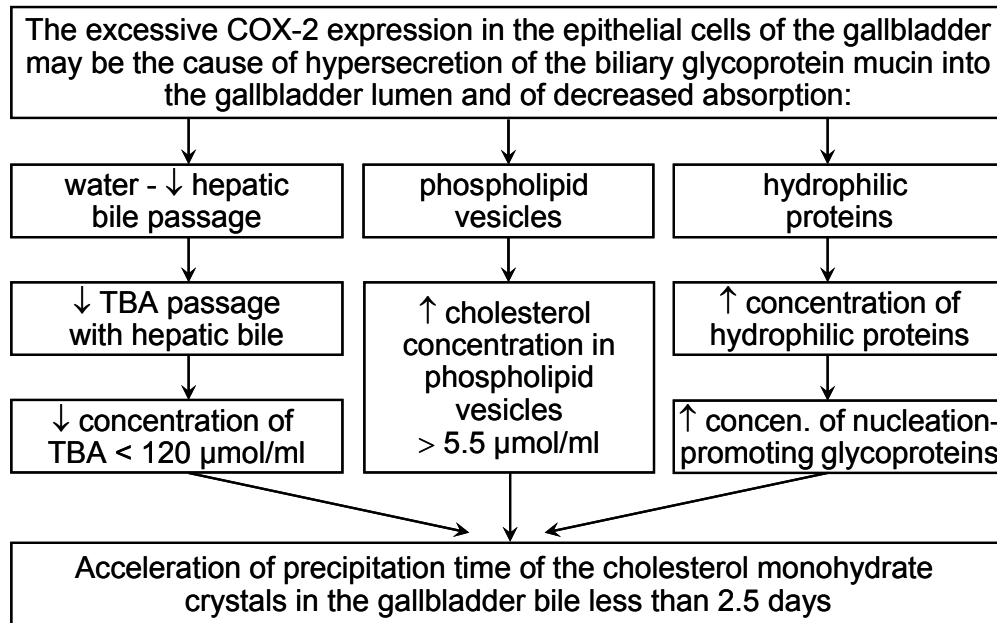 The excessive COX-2 expression in the epithelial cells of the gallbladder
may be the cause of hypersecretion of the biliary glycoprotein mucin into
the gallbladder lumen and of decreased absorption:
water - ↓ hepatic
bile passage
phospholipid
vesicles
hydrophilic
proteins
↓ TBA passage
with hepatic bile
↑ cholesterol
concentration in
phospholipid
vesicles
> 5.5 µmol/ml
↑ concentration of
hydrophilic proteins
↓ concentration of
TBA < 120 µmol/ml
↑ concen. of nucleation-
promoting glycoproteins
Acceleration of precipitation time of the cholesterol monohydrate
crystals in the gallbladder bile less than 2.5 days